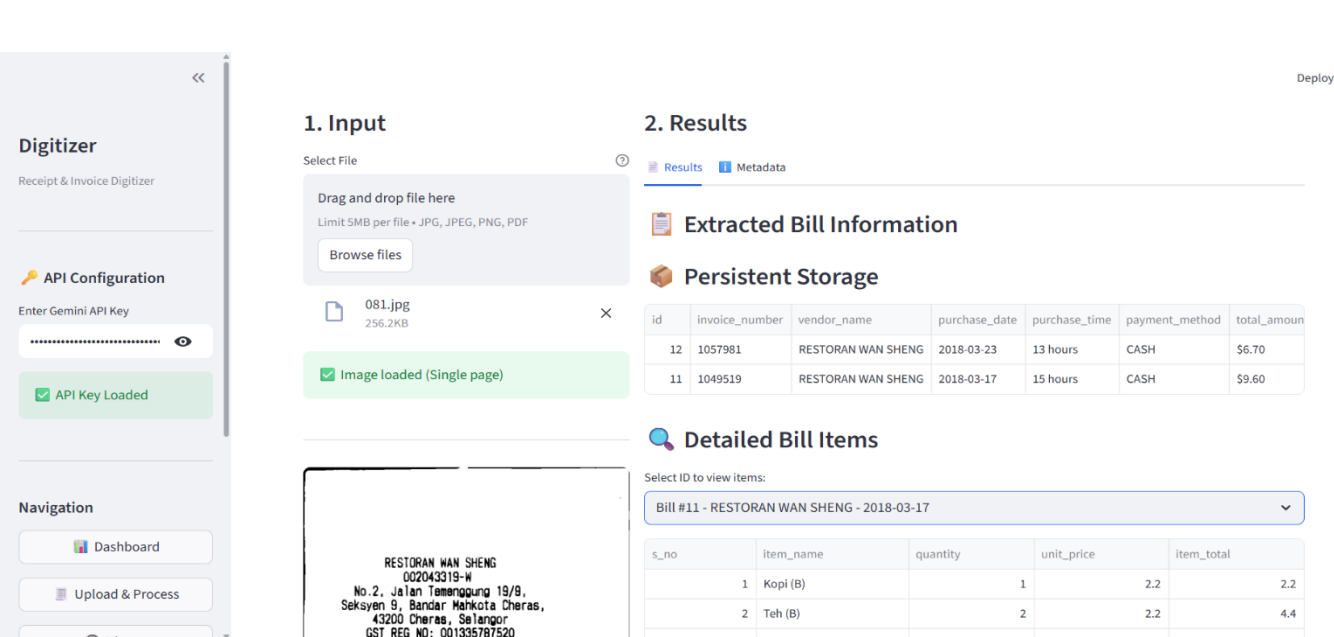 Deploy
Digitizer
Receipt & Invoice Digitizer
🔑 API Configuration
Enter Gemini API Key
API Key Loaded
Navigation
Dashboard
Upload & Process
1. Input
Select File
Drag and drop file here
Limit 5MB per file • JPG, JPEG, PNG, PDF
Browse files
081.jpg
256.2KB
Image loaded (Single page)
RESTORAN WAN SHENG
002043319-W
No.2, Jalan Temenggung 19/9,
Seksyen 9, Bandar Mahkota Cheras,
43200 Cheras, Selangor
GST REG NO: 001335787520
2. Results
Results Metadata
Extracted Bill Information
Persistent Storage
id invoice_number vendor_name purchase_date purchase_time payment_method total_amoun
12 1057981 RESTORAN WAN SHENG 2018-03-23 13 hours CASH $6.70
11 1049519 RESTORAN WAN SHENG 2018-03-17 15 hours CASH $9.60
Detailed Bill Items
Select ID to view items:
Bill #11 - RESTORAN WAN SHENG - 2018-03-17
s_no item_name quantity unit_price item_total
1 Kopi (B) 1 2.2 2.2
2 Teh (B) 2 2.2 4.4